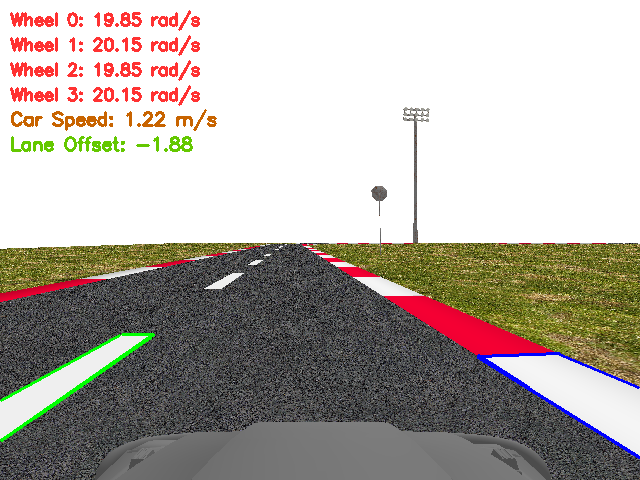 Wheel 0: 19.85 rad/s
Wheel 1: 20.15 rad/s
Wheel 2: 19.85 rad/s
Wheel 3: 20.15 rad/s
Car Speed: 1.22 m/s
Lane Offset: -1.88